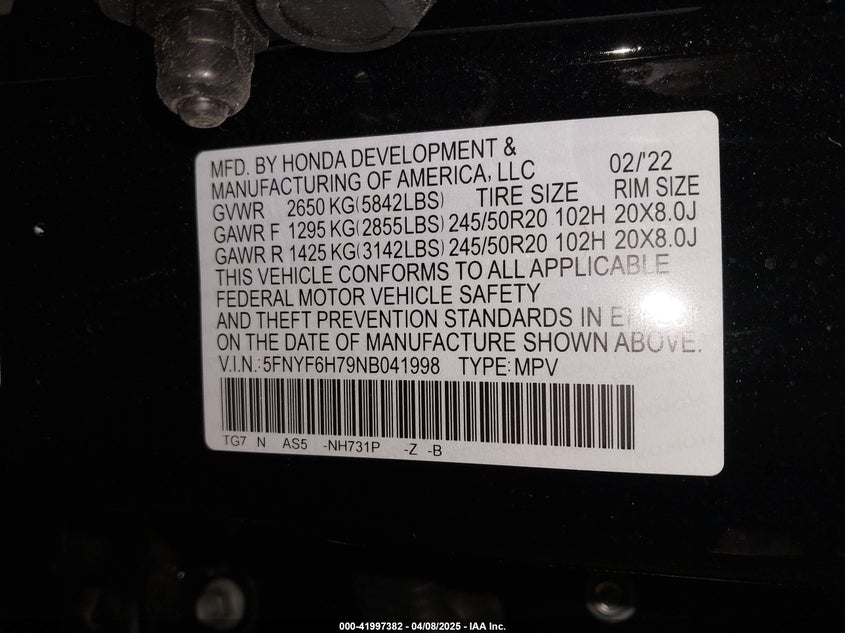 MFD. BY HONDA DEVELOPMENT &
MANUFACTURING OF AMERICA, LLC 02/'22
GVWR 2650 KG(5842LBS) TIRE SIZE RIM SIZE
GAWR F 1295 KG(2855LBS) 245/50R20 102H 20X8.0J
GAWR R 1425 KG(3142LBS) 245/50R20 102H 20X8.0J
THIS VEHICLE CONFORMS TO ALL APPLICABLE
FEDERAL MOTOR VEHICLE SAFETY
AND THEFT PREVENTION STANDARDS IN
ON THE DATE OF MANUFACTURE SHOWN ABOVE.
V.I.N.:5FNYF6H79NB041998 TYPE:MPV
TG7 N AS5 -NH731P -Z -B
000-41997382 04/08/2025 - IAA Inc.